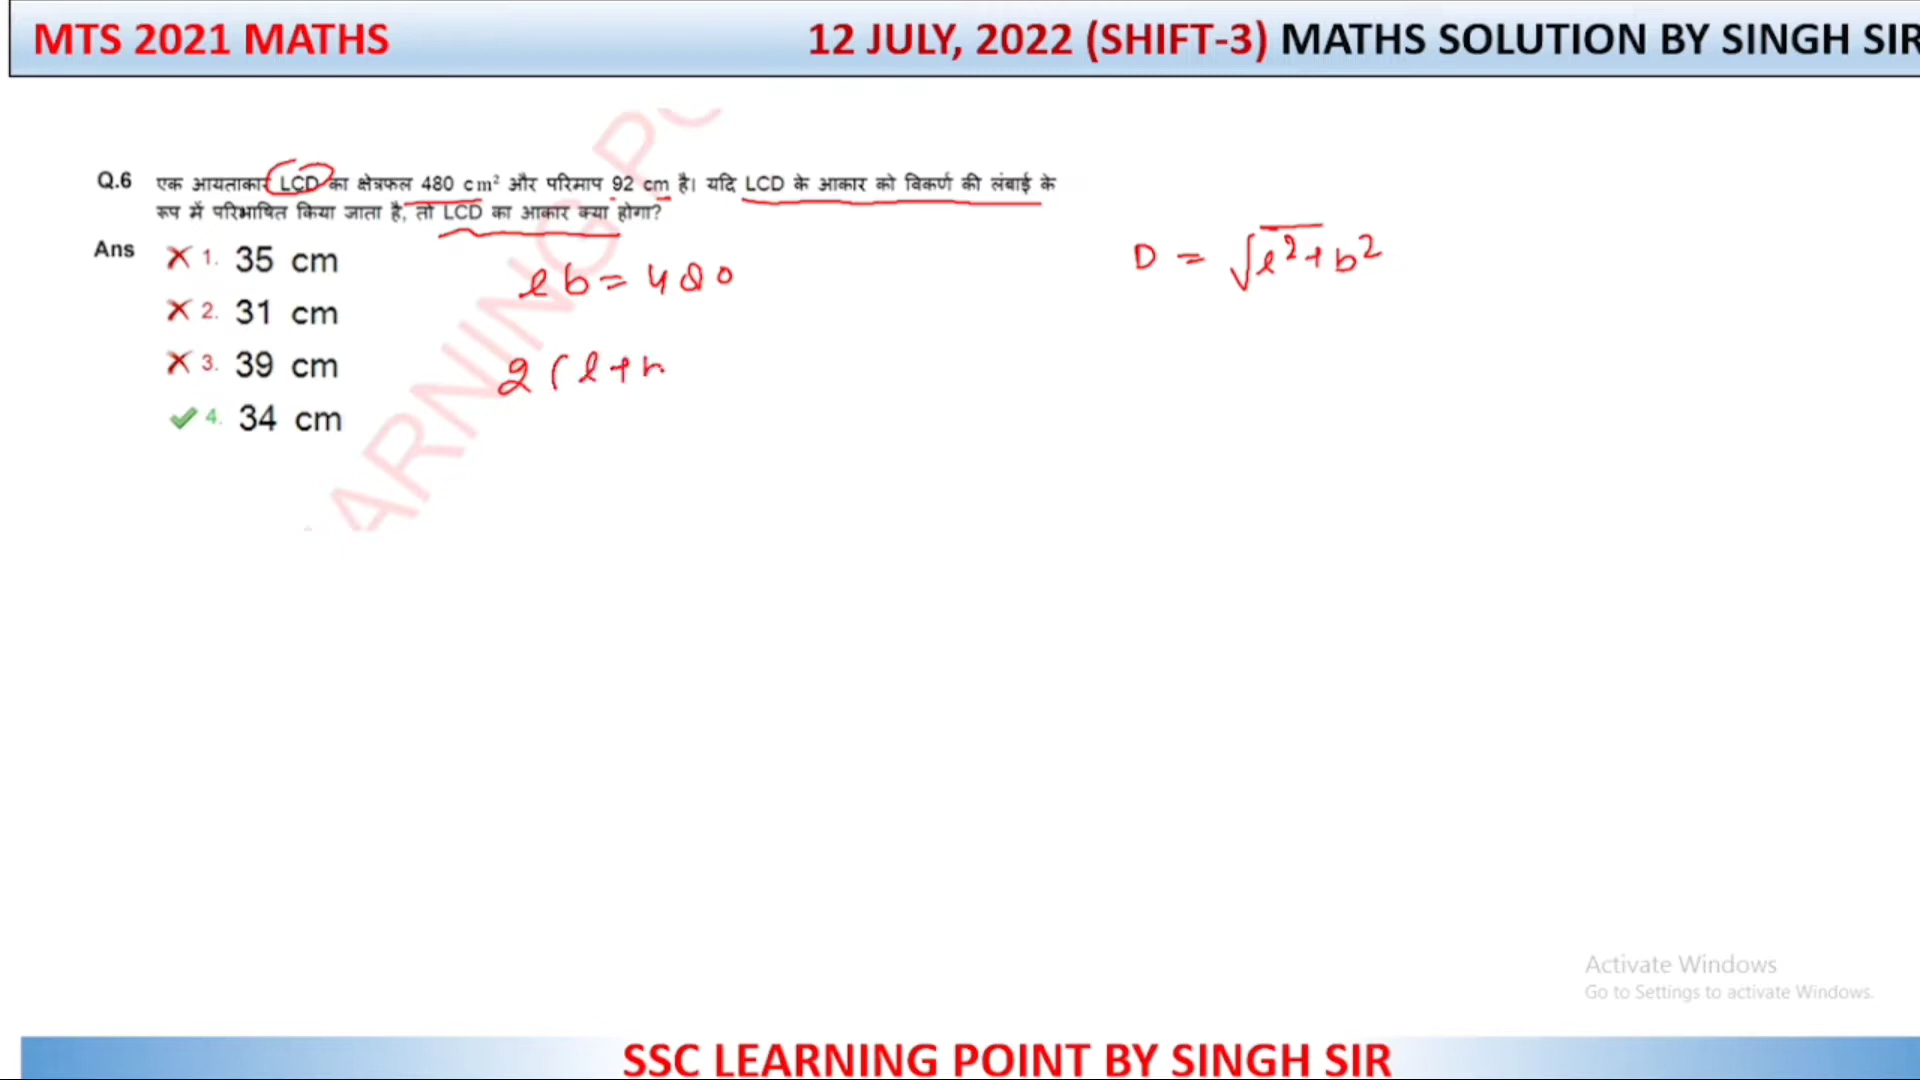 MTS 2021 MATHS
12 JULY, 2022 (SHIFT-3) MATHS SOLUTION BY SINGH SIR
Q.6 एक आयताकार LCD का क्षेत्रफल 480 cm² और परिमाप 92 cm है। यदि LCD के आकार को विकर्ण की लंबाई के
रूप में परिभाषित किया जाता है, तो LCD का आकार क्या होगा?
Ans
1. 35 cm
2. 31 cm
3. 39 cm
4. 34 cm
lb = 480
2(l+
D = √l²+b²
ARNING PO
Activate Windows
Go to Settings to activate Windows.
SSC LEARNING POINT BY SINGH SIR